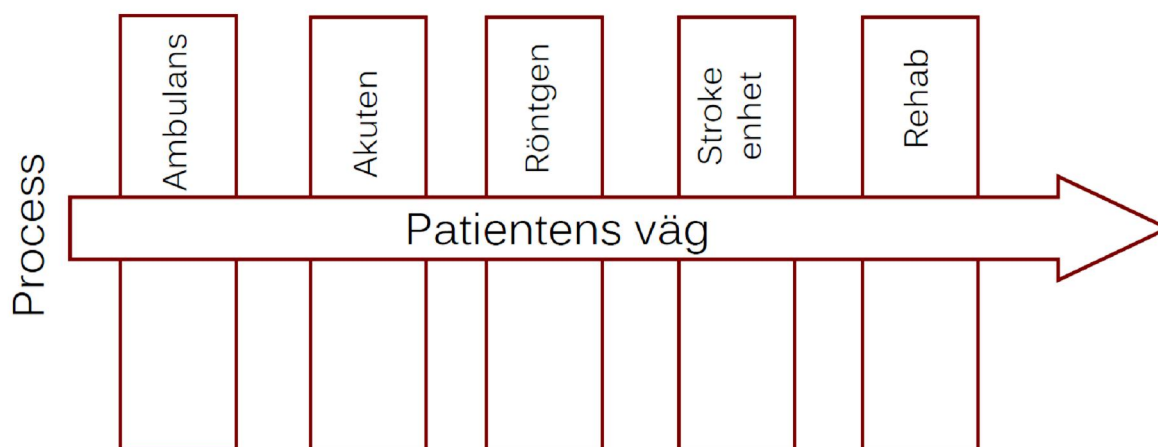 Ambulans
Akuten
Röntgen
Stroke
enhet
Rehab
Process
Patientens väg